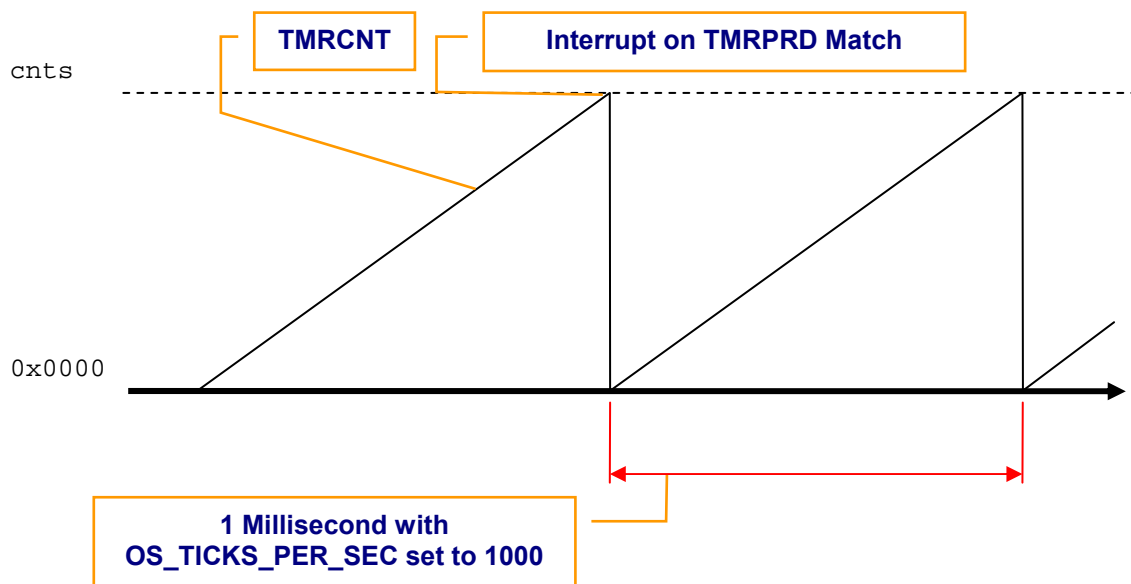 TMRCNT
Interrupt on TMRPRD Match
cnts
0x0000
1 Millisecond with
OS_TICKS_PER_SEC set to 1000